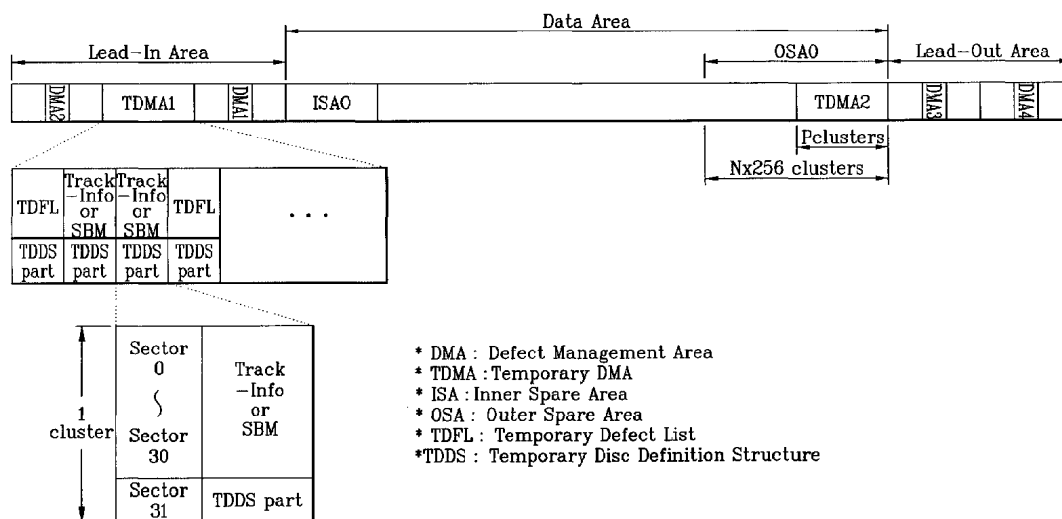 Data Area
Lead-In Area
OSA0
Lead-Out Area
DMA2
TDMA1
DMA1
ISA0
TDMA2
DMA3
DMA4
Pclusters
Nx256 clusters
TDFL
Track
-Info
or
SBM
Track
-Info
or
SBM
TDFL
...
TDDS
part
TDDS
part
TDDS
part
TDDS
part
1
cluster
Sector
0
Sector
30
Track
-Info
or
SBM
Sector
31
TDDS part
* DMA : Defect Management Area
* TDMA : Temporary DMA
* ISA : Inner Spare Area
* OSA : Outer Spare Area
* TDFL : Temporary Defect List
*TDDS : Temporary Disc Definition Structure